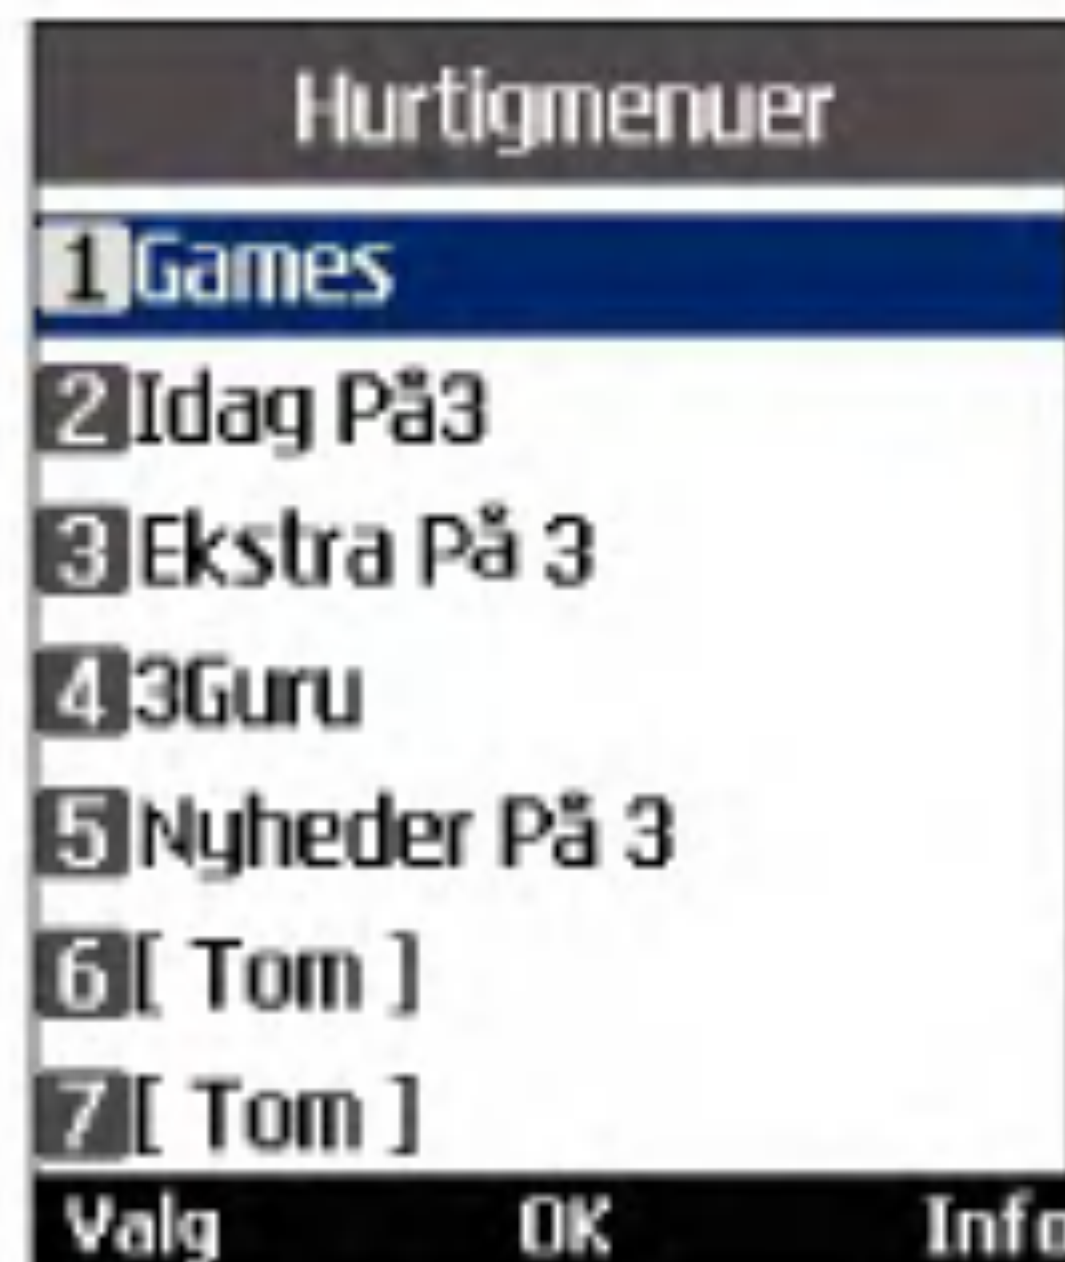 Hurtigmenuer
1 Games
2 Idag På3
3 Ekstra På 3
4 3Guru
5 Nyheder På 3
6 [ Tom ]
7 [ Tom ]
Valg OK Info